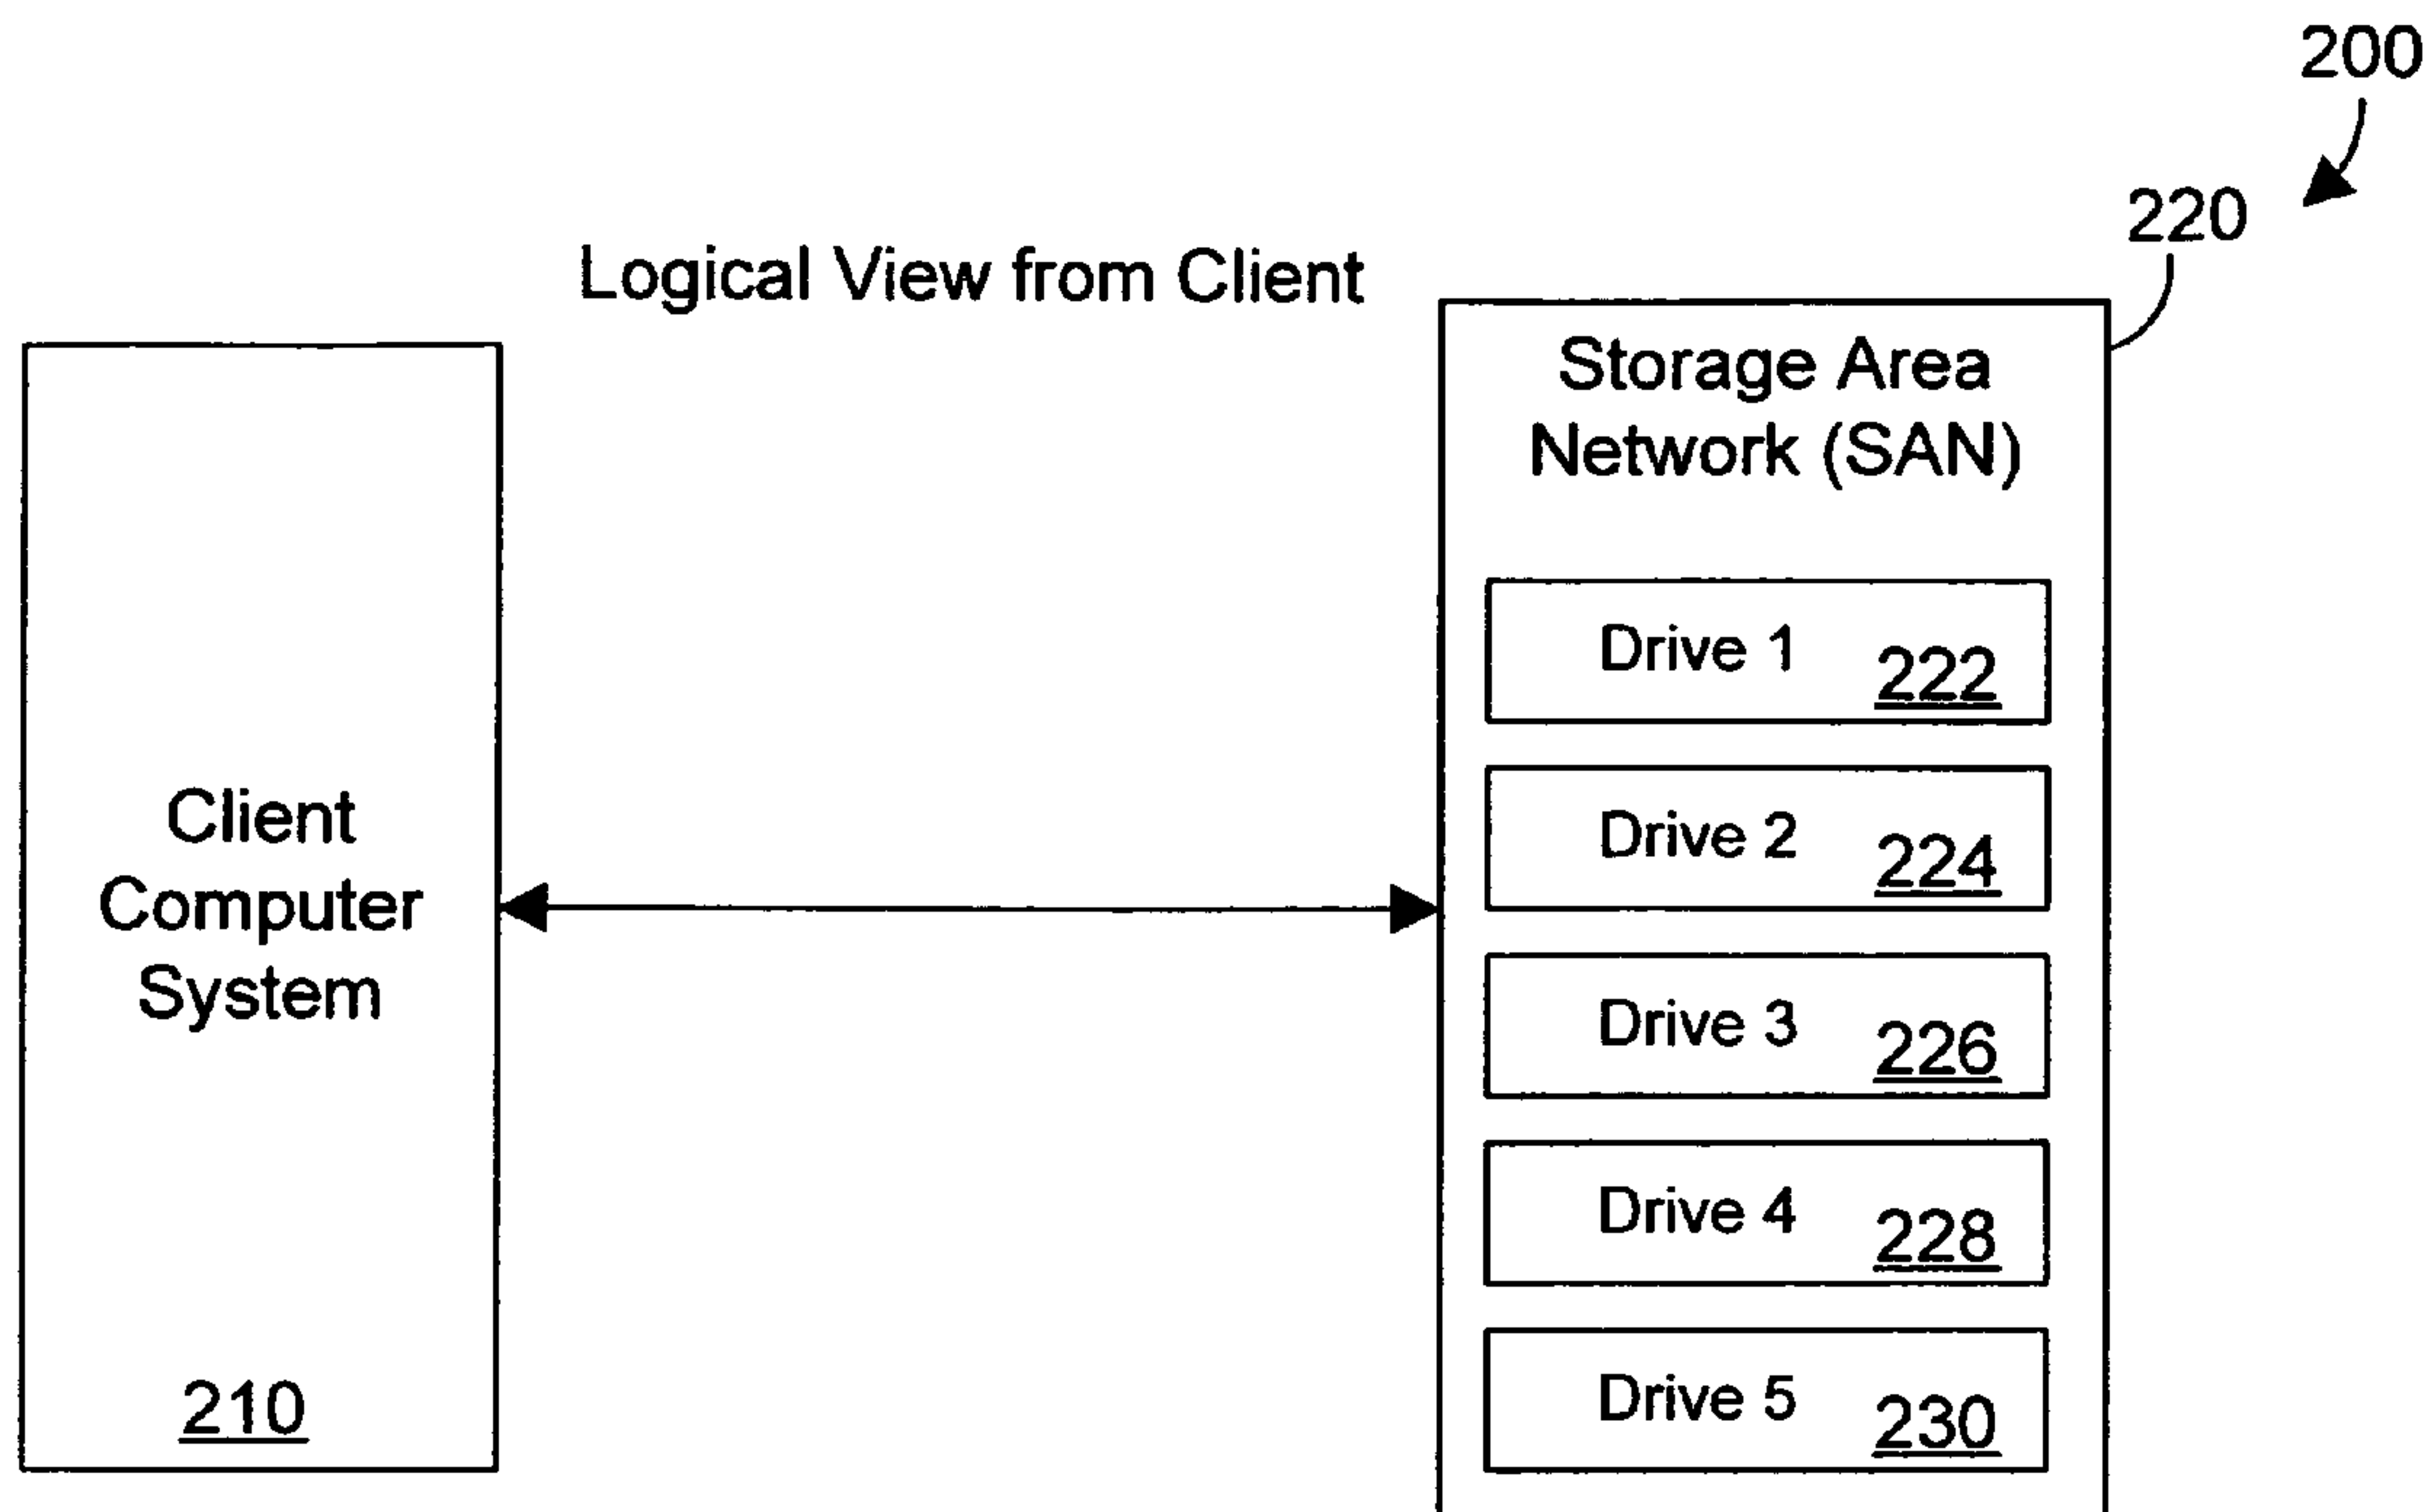 200
220
Logical View from Client
Storage Area
Network (SAN)
Drive 1 222
Drive 2 224
Client
Computer
System
Drive 3 226
Drive 4 228
Drive 5 230
210